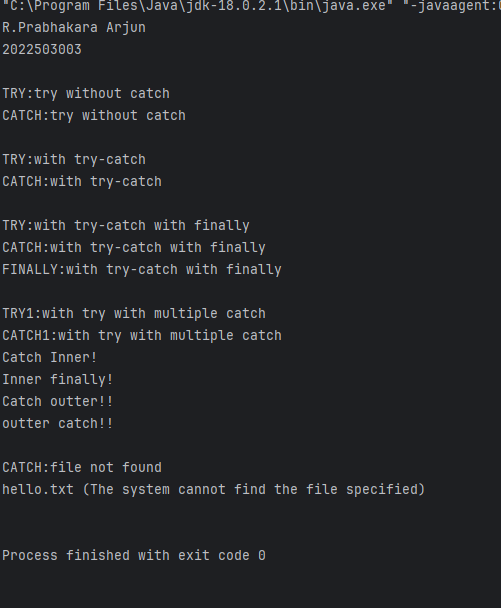 "C:\Program Files\Java\jdk-18.0.2.1\bin\java.exe" "-javaagent:
R.Prabhakara Arjun
2022503003
TRY:try without catch
CATCH:try without catch
TRY:with try-catch
CATCH:with try-catch
TRY:with try-catch with finally
CATCH:with try-catch with finally
FINALLY:with try-catch with finally
TRY1:with try with multiple catch
CATCH1:with try with multiple catch
Catch Inner!
Inner finally!
Catch outter!!
outter catch!!
CATCH:file not found
hello.txt (The system cannot find the file specified)
Process finished with exit code 0